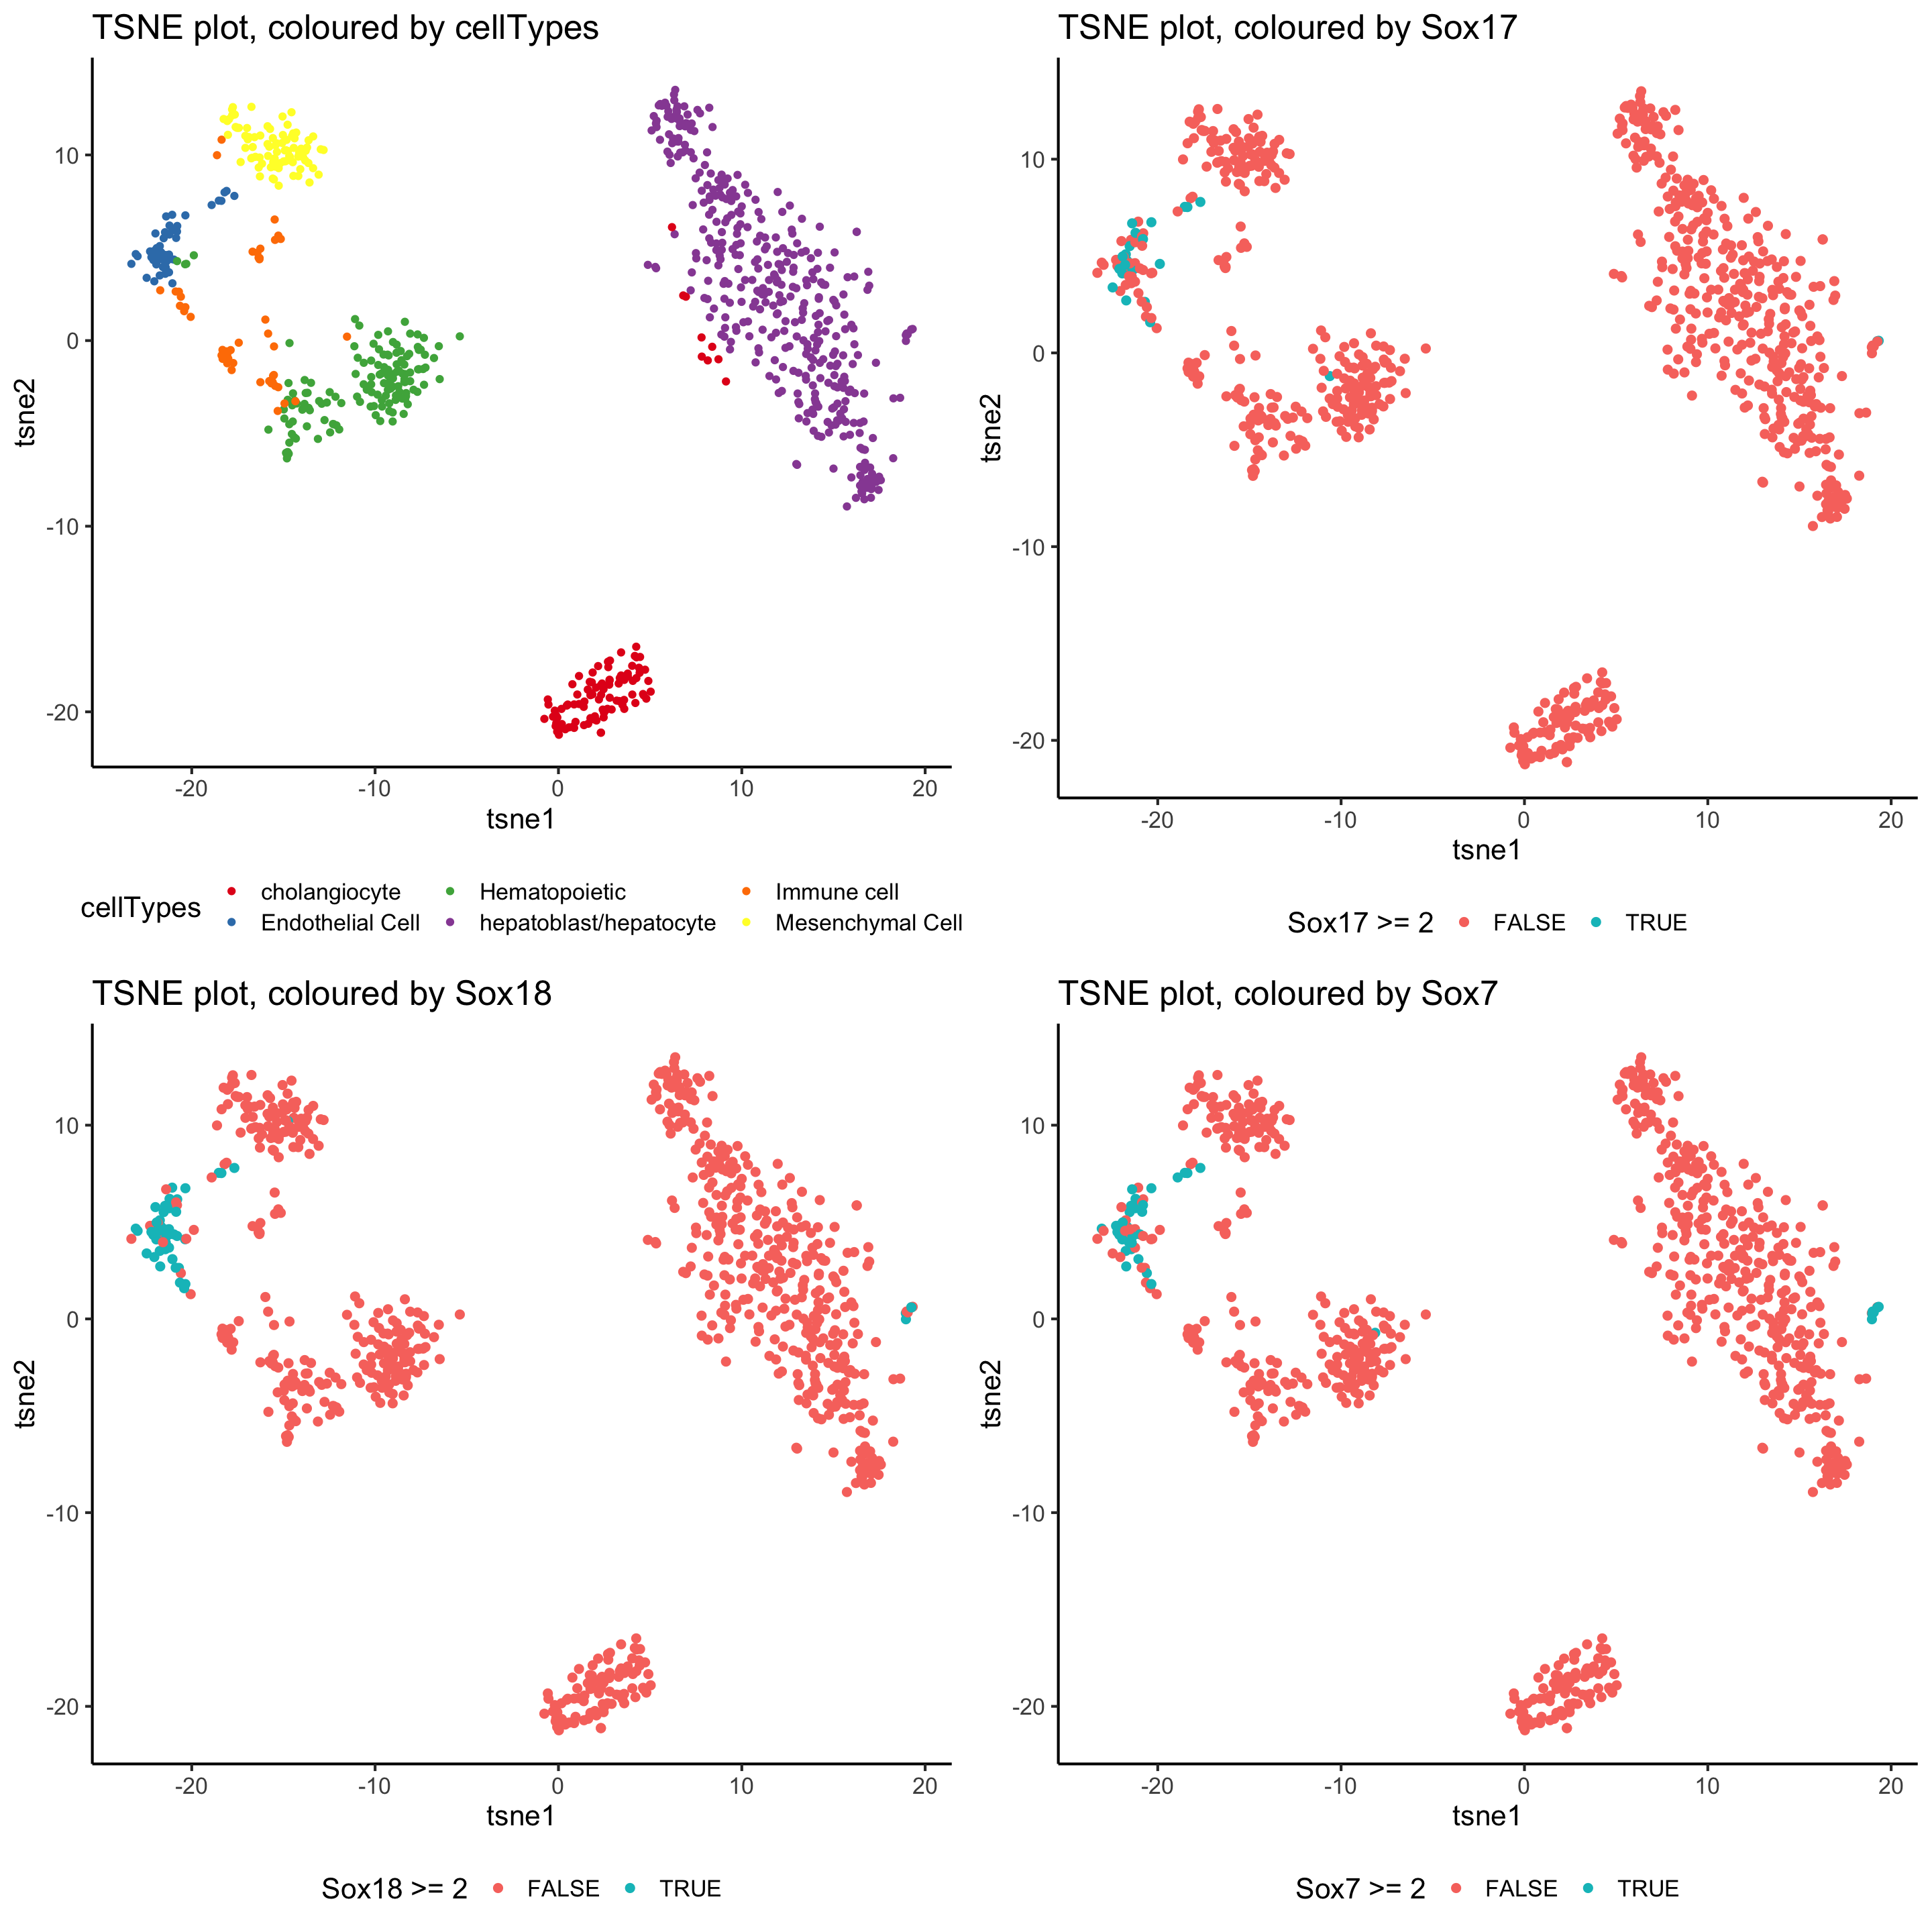 TSNE plot, coloured by cellTypes
10
0
-10
-20
tsne2
-20 -10 0 10 20
tsne1
cellTypes
cholangiocyte Hematopoietic Immune cell
Endothelial Cell hepatoblast/hepatocyte Mesenchymal Cell
TSNE plot, coloured by Sox17
10
0
-10
-20
tsne2
-20 -10 0 10 20
tsne1
Sox17 >= 2 FALSE TRUE
TSNE plot, coloured by Sox18
10
0
-10
-20
tsne2
-20 -10 0 10 20
tsne1
Sox18 >= 2 FALSE TRUE
TSNE plot, coloured by Sox7
10
0
-10
-20
tsne2
-20 -10 0 10 20
tsne1
Sox7 >= 2 FALSE TRUE